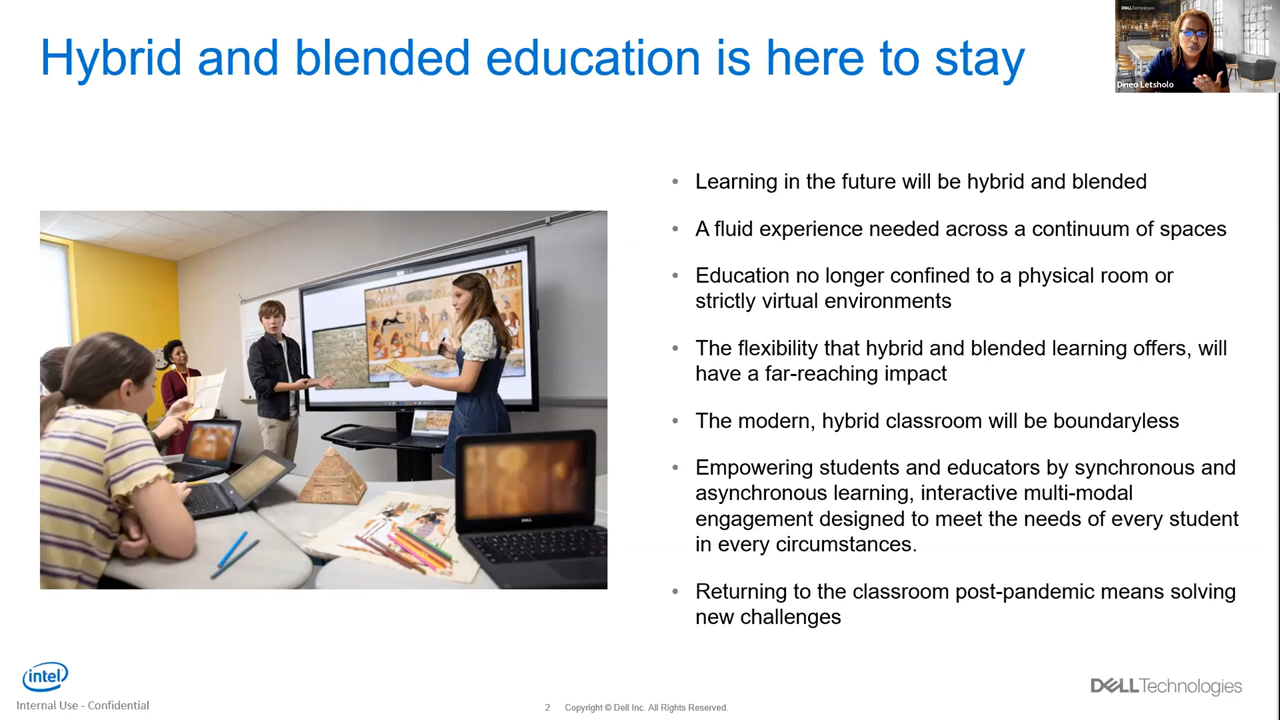 Hybrid and blended education is here to stay
DELLTechnologies
intel
Dineo Letsholo
• Learning in the future will be hybrid and blended
• A fluid experience needed across a continuum of spaces
• Education no longer confined to a physical room or
strictly virtual environments
• The flexibility that hybrid and blended learning offers, will
have a far-reaching impact
• The modern, hybrid classroom will be boundaryless
• Empowering students and educators by synchronous and
asynchronous learning, interactive multi-modal
engagement designed to meet the needs of every student
in every circumstances.
• Returning to the classroom post-pandemic means solving
new challenges
DELL
intel
Internal Use - Confidential
2 Copyright © Dell Inc. All Rights Reserved.
DELLTechnologies